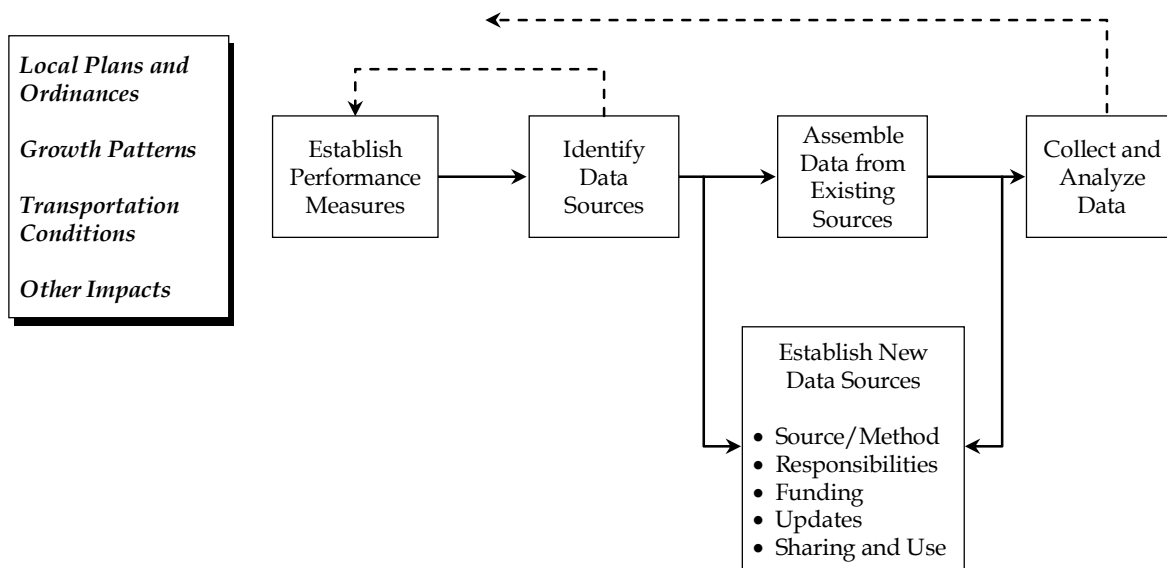 Local Plans and
Ordinances
Growth Patterns
Transportation
Conditions
Other Impacts
Establish
Performance
Measures
Identify
Data
Sources
Assemble
Data from
Existing
Sources
Collect and
Analyze
Data
Establish New
Data Sources
• Source/Method
• Responsibilities
• Funding
• Updates
• Sharing and Use